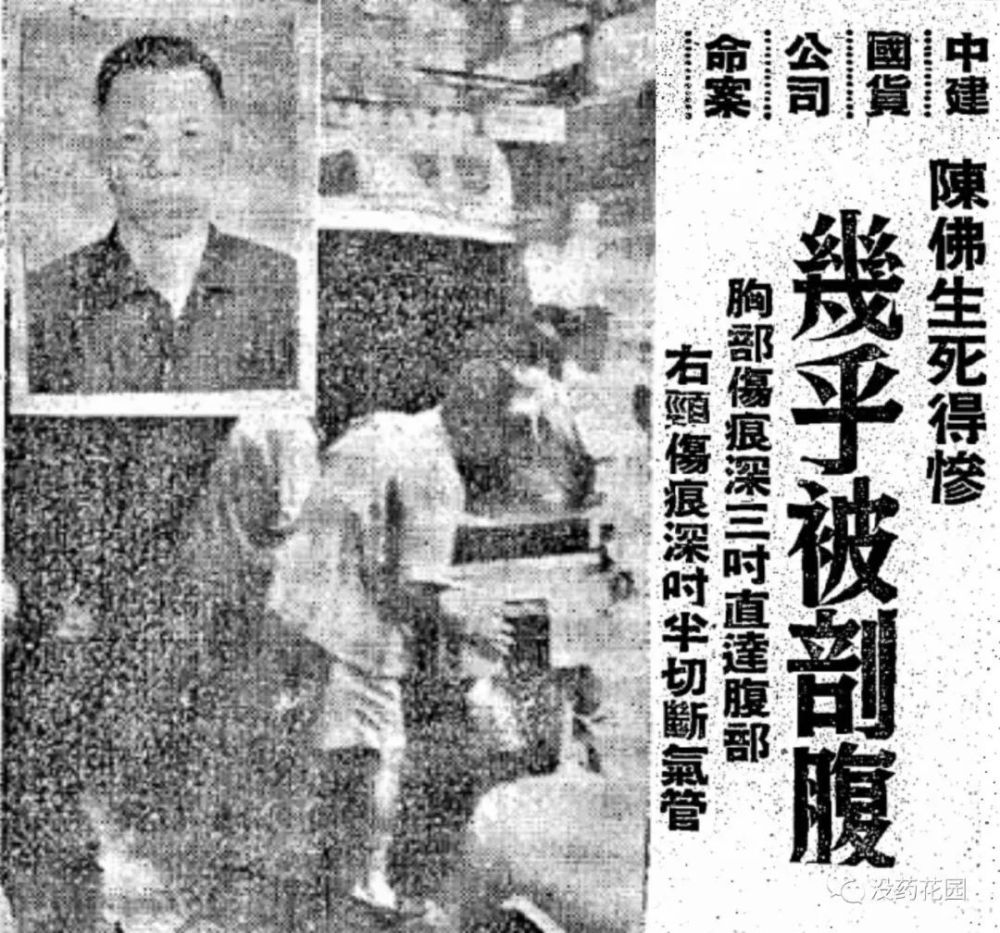 中建
國貨
公司
命案
陳佛生死得慘
幾乎被剖腹
胸部傷痕深三吋直達腹部
右頸傷痕深吋半切斷氣管
没药花园